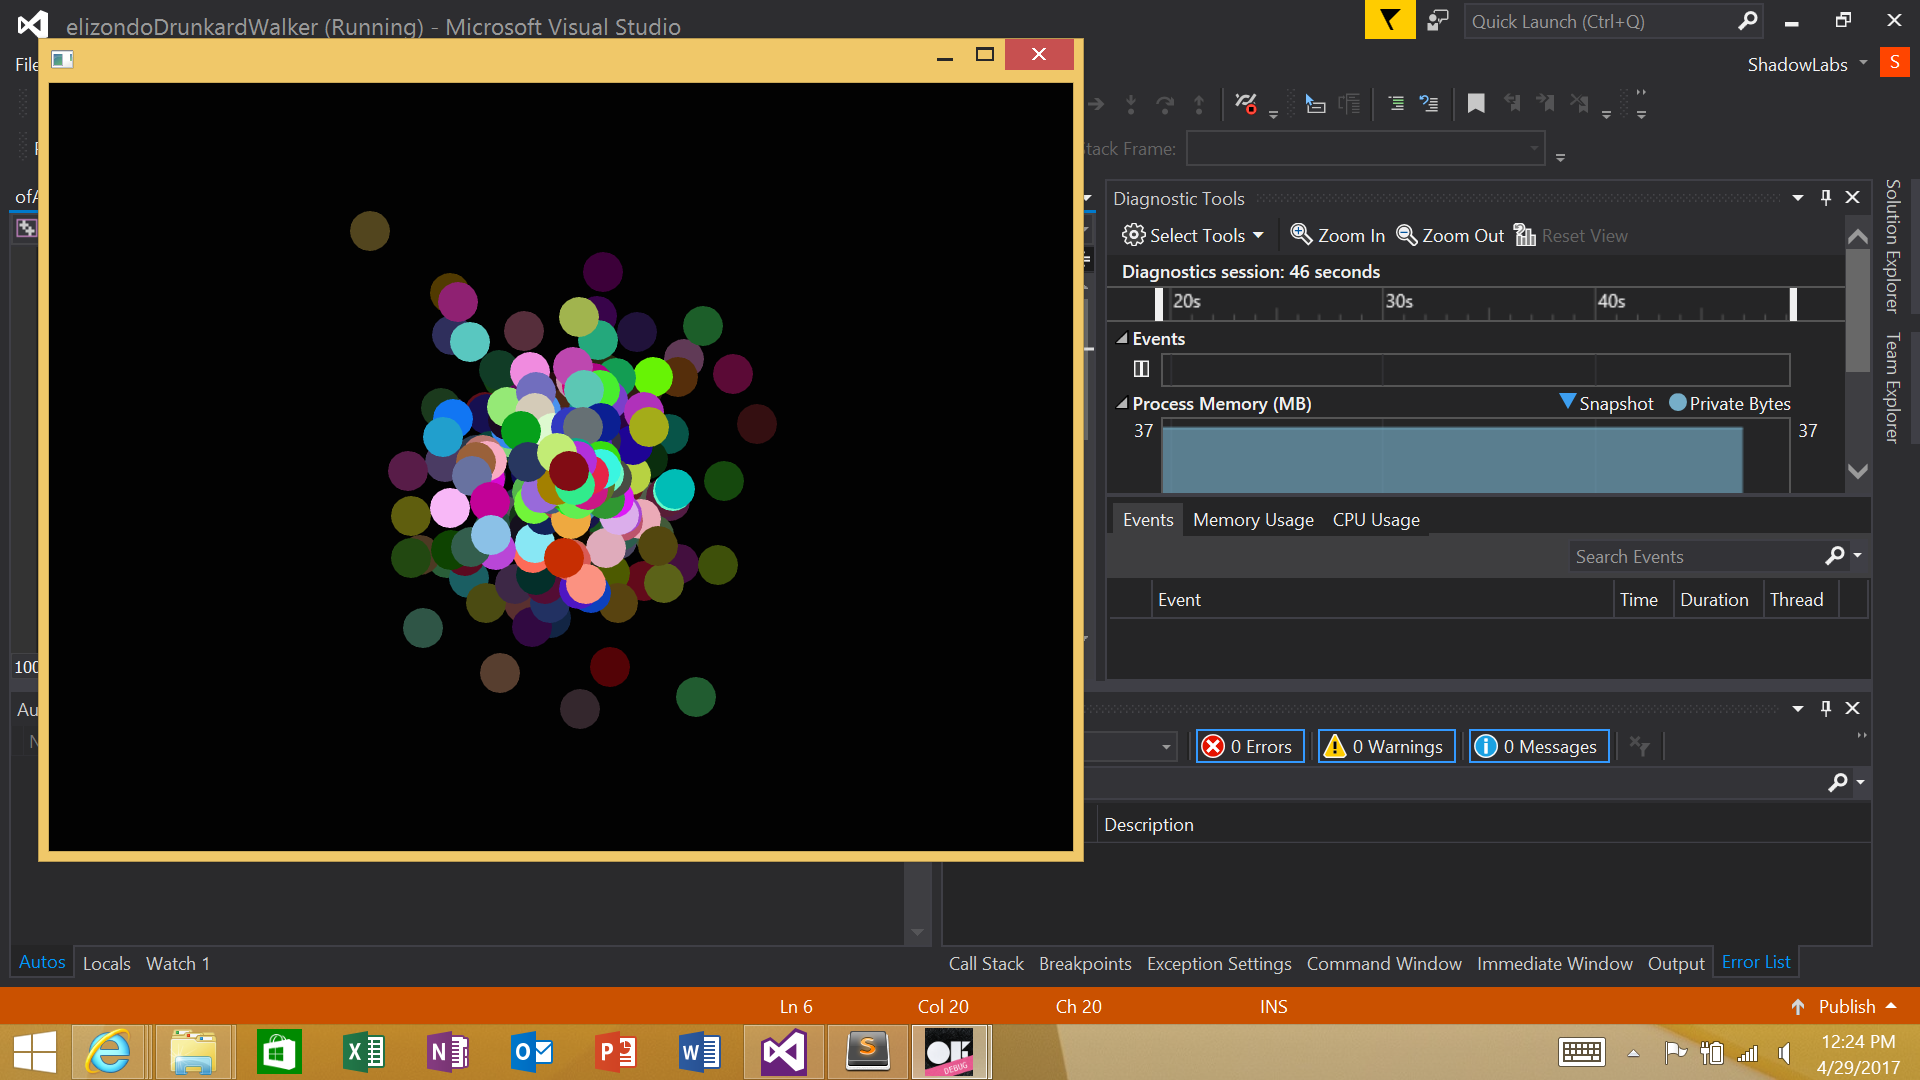 elizondoDrunkardWalker (Running) - Microsoft Visual Studio
Quick Launch (Ctrl+Q)
File
ShadowLabs
S
Stack Frame:
ofA
Diagnostic Tools
Select Tools Zoom In Zoom Out Reset View
Diagnostics session: 46 seconds
20s 30s 40s
Events
Process Memory (MB) Snapshot Private Bytes
37 37
Events Memory Usage CPU Usage
Search Events
Event Time Duration Thread
Solution Explorer
Team Explorer
100
Au
N
0 Errors 0 Warnings 0 Messages
Description
Autos Locals Watch 1
Call Stack Breakpoints Exception Settings Command Window Immediate Window Output Error List
Ln 6 Col 20 Ch 20 INS Publish
DEBUG
12:24 PM
4/29/2017